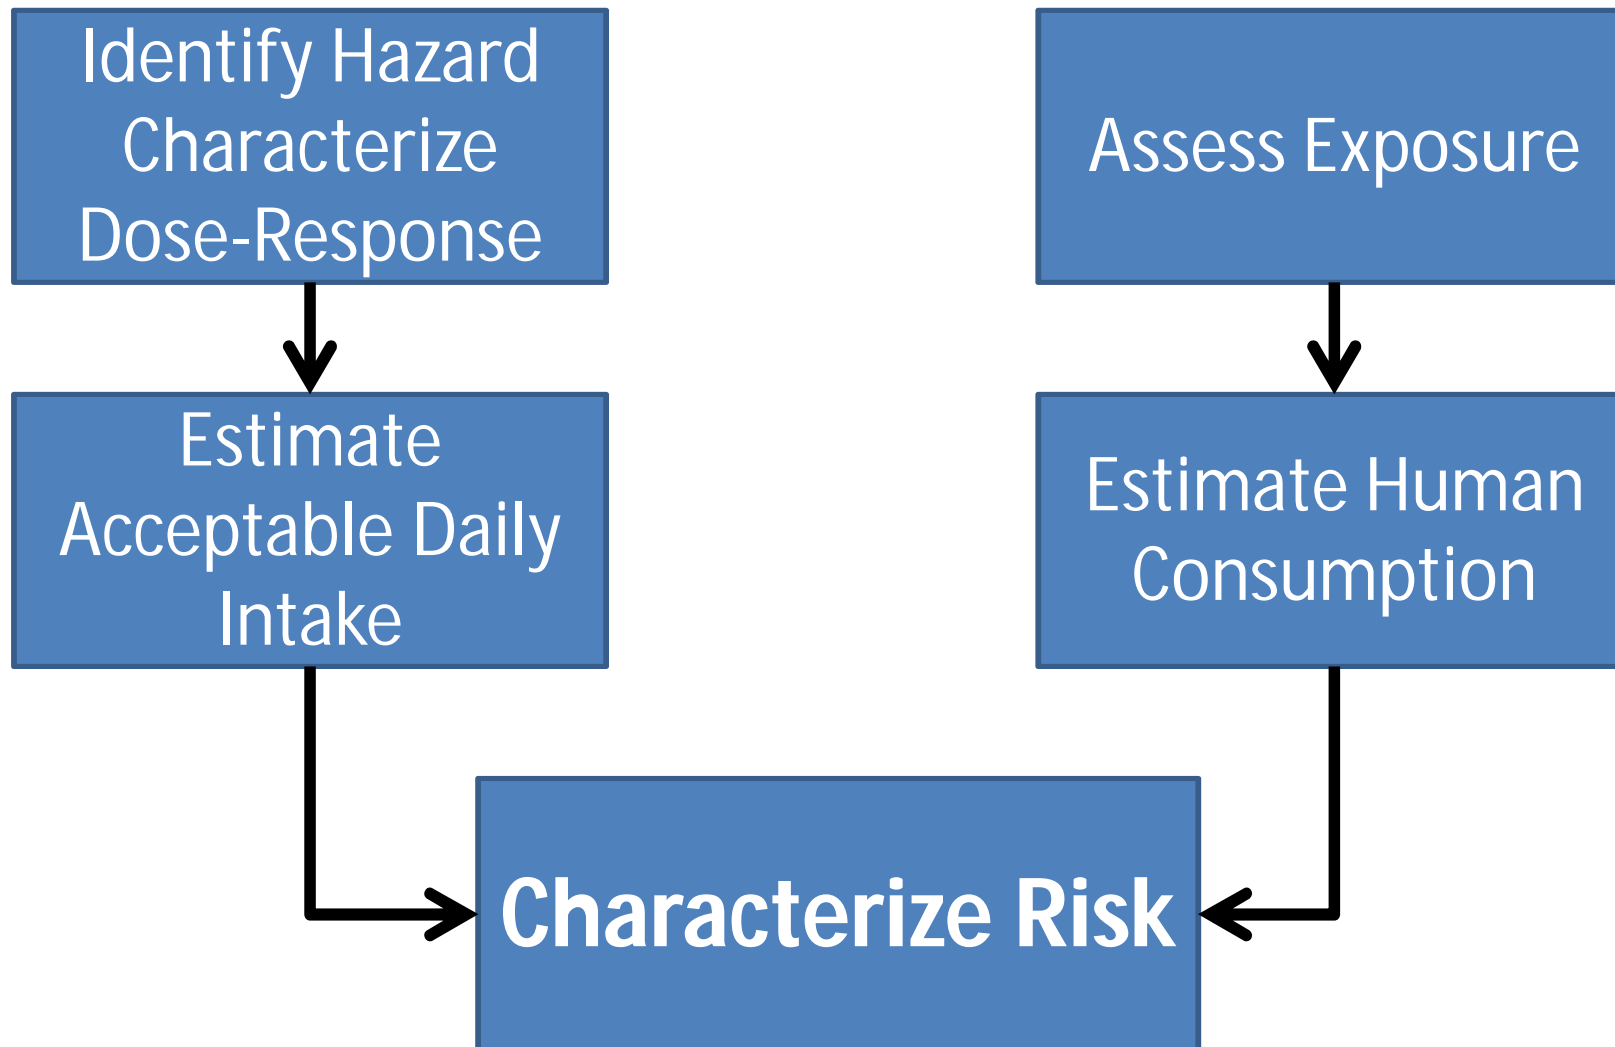 Identify Hazard
Characterize
Dose-Response
Assess Exposure
Estimate
Acceptable Daily
Intake
Estimate Human
Consumption
Characterize Risk